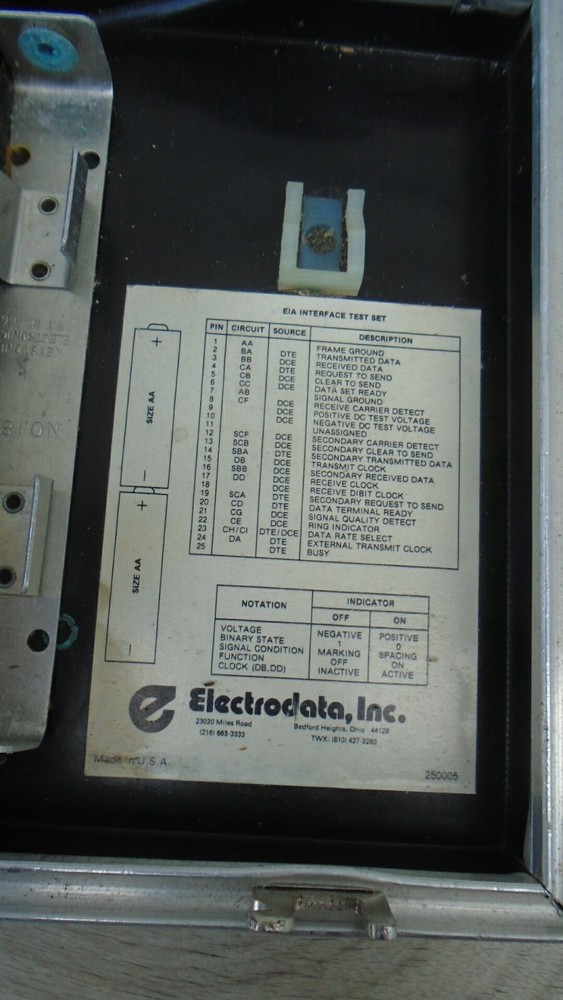 EIA INTERFACE TEST SET
PIN CIRCUIT SOURCE DESCRIPTION
1 AA FRAME GROUND
2 BA DTE TRANSMITTED DATA
3 BB DCE RECEIVED DATA
4 CA DTE REQUEST TO SEND
5 CB DCE CLEAR TO SEND
6 CC DCE DATA SET READY
7 AB SIGNAL GROUND
8 CF DCE RECEIVE CARRIER DETECT
9 DCE POSITIVE DC TEST VOLTAGE
10 DCE NEGATIVE DC TEST VOLTAGE
11 UNASSIGNED
12 SCF DCE SECONDARY CARRIER DETECT
13 SCB DCE SECONDARY CLEAR TO SEND
14 SBA DTE SECONDARY TRANSMITTED DATA
15 DB DCE TRANSMIT CLOCK
16 SBB DCE SECONDARY RECEIVED DATA
17 DD DCE RECEIVE CLOCK
18 DCE RECEIVE DIBIT CLOCK
19 SCA DTE SECONDARY REQUEST TO SEND
20 CD DTE DATA TERMINAL READY
21 CG DCE SIGNAL QUALITY DETECT
22 CE DCE RING INDICATOR
23 CH/CI DTE/DCE DATA RATE SELECT
24 DA DTE EXTERNAL TRANSMIT CLOCK
25 DTE BUSY
+
SIZE AA
−
+
SIZE AA
−
NOTATION INDICATOR
OFF ON
VOLTAGE NEGATIVE POSITIVE
BINARY STATE 1 0
SIGNAL CONDITION MARKING SPACING
FUNCTION OFF ON
CLOCK (DB,DD) INACTIVE ACTIVE
e Electrodata, Inc.
23020 Miles Road Bedford Heights, Ohio 44128
(216) 663-3333 TWX: (810) 427-2280
Made in U.S.A. 250005